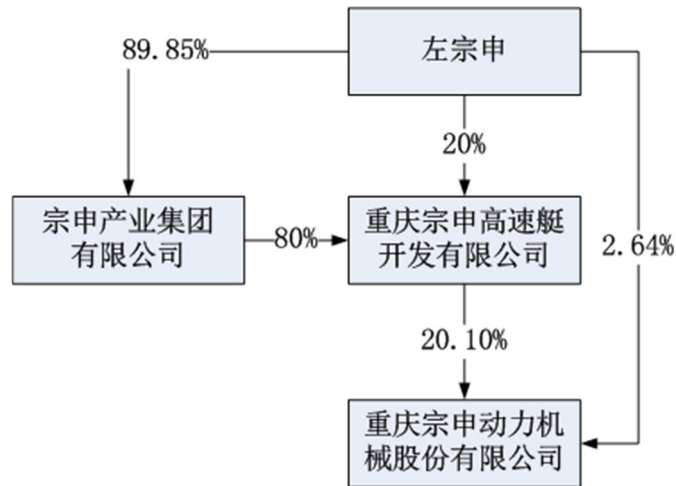 左宗申
89.85%
20%
宗申产业集团
有限公司
80%
重庆宗申高速艇
开发有限公司
2.64%
20.10%
重庆宗申动力机
械股份有限公司